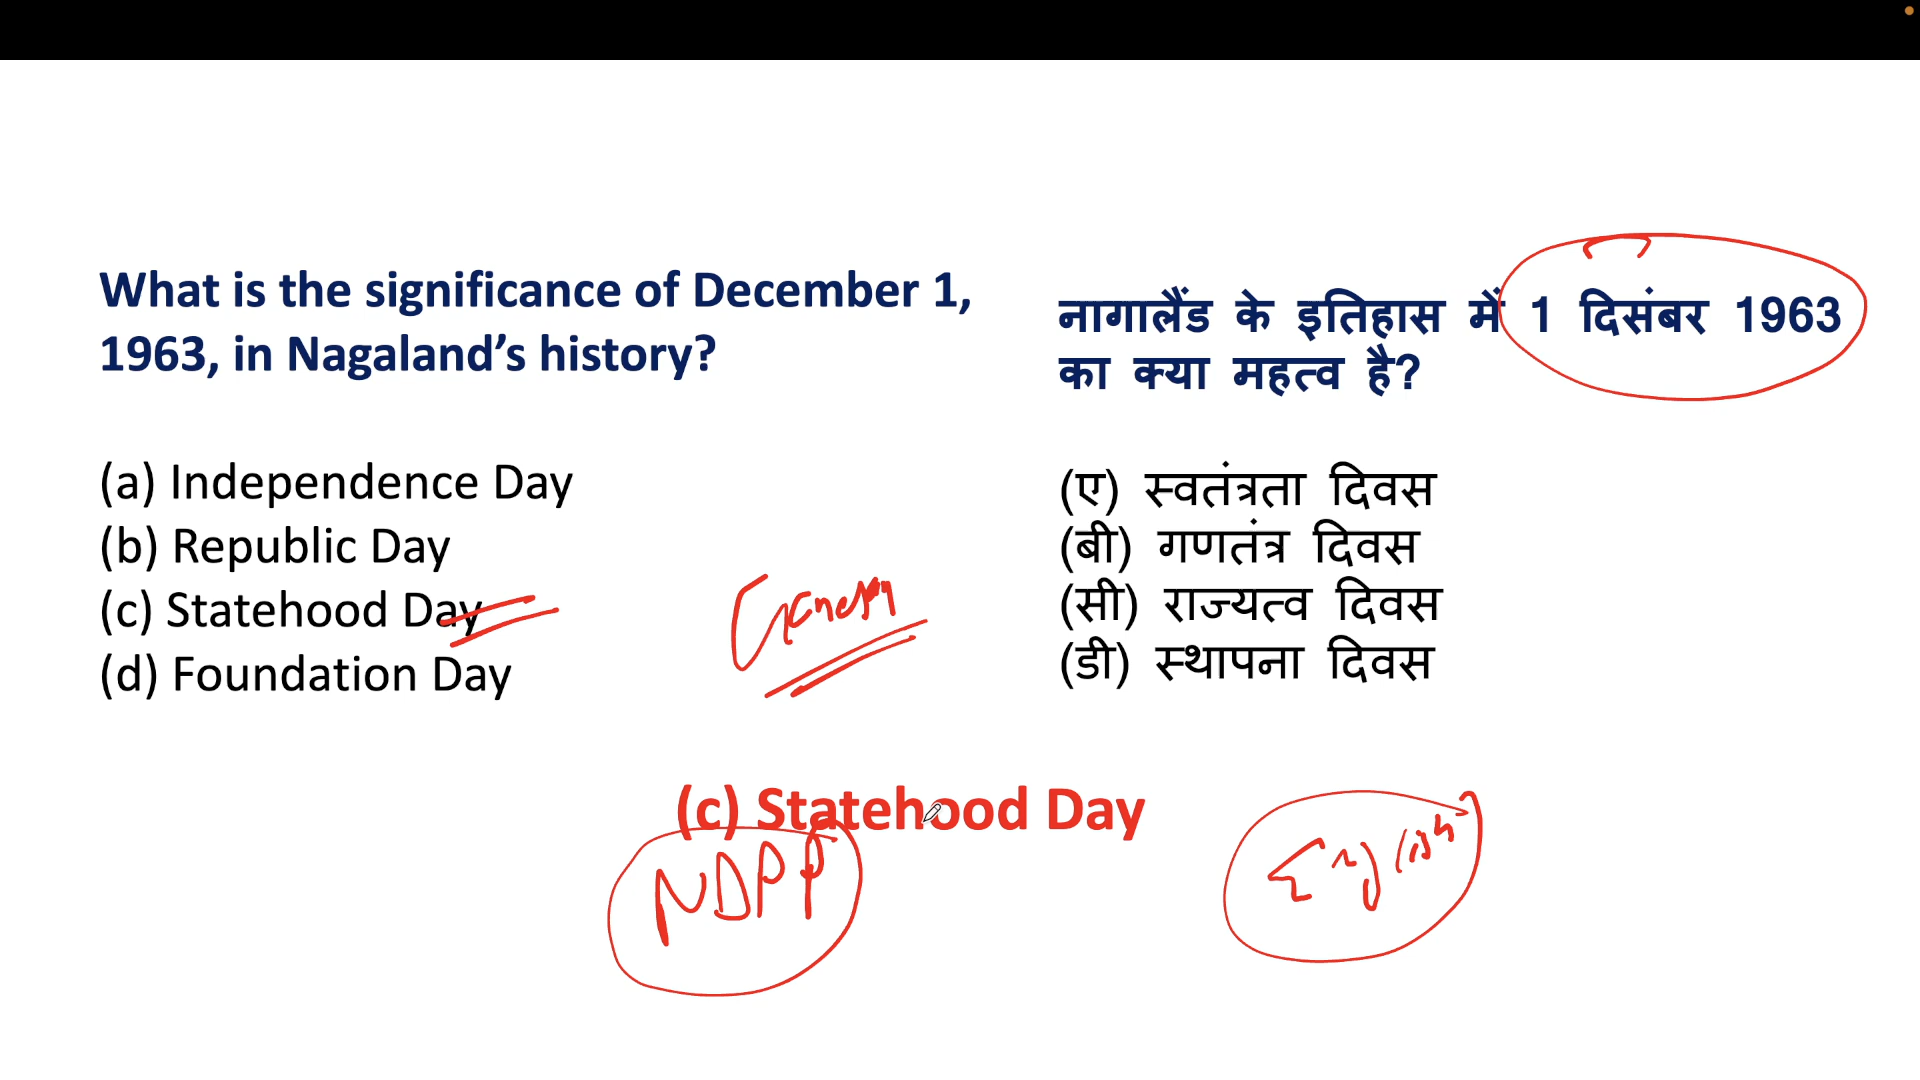 What is the significance of December 1,
1963, in Nagaland’s history?
(a) Independence Day
(b) Republic Day
(c) Statehood Day
(d) Foundation Day
नागालैंड के इतिहास में 1 दिसंबर 1963
का क्या महत्व है?
(ए) स्वतंत्रता दिवस
(बी) गणतंत्र दिवस
(सी) राज्यत्व दिवस
(डी) स्थापना दिवस
(c) Statehood Day
NDPP
English